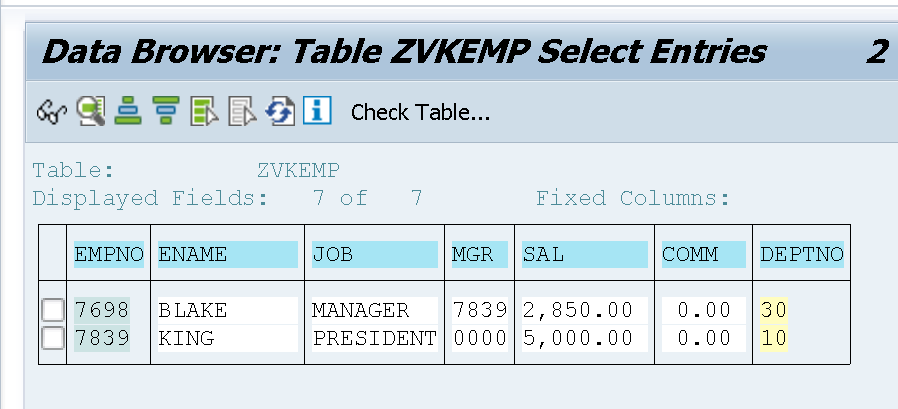 Data Browser: Table ZVKEMP Select Entries 2
Check Table...
Table: ZVKEMP
Displayed Fields: 7 of 7 Fixed Columns:
EMPNO ENAME JOB MGR SAL COMM DEPTNO
7698 BLAKE MANAGER 7839 2,850.00 0.00 30
7839 KING PRESIDENT 0000 5,000.00 0.00 10